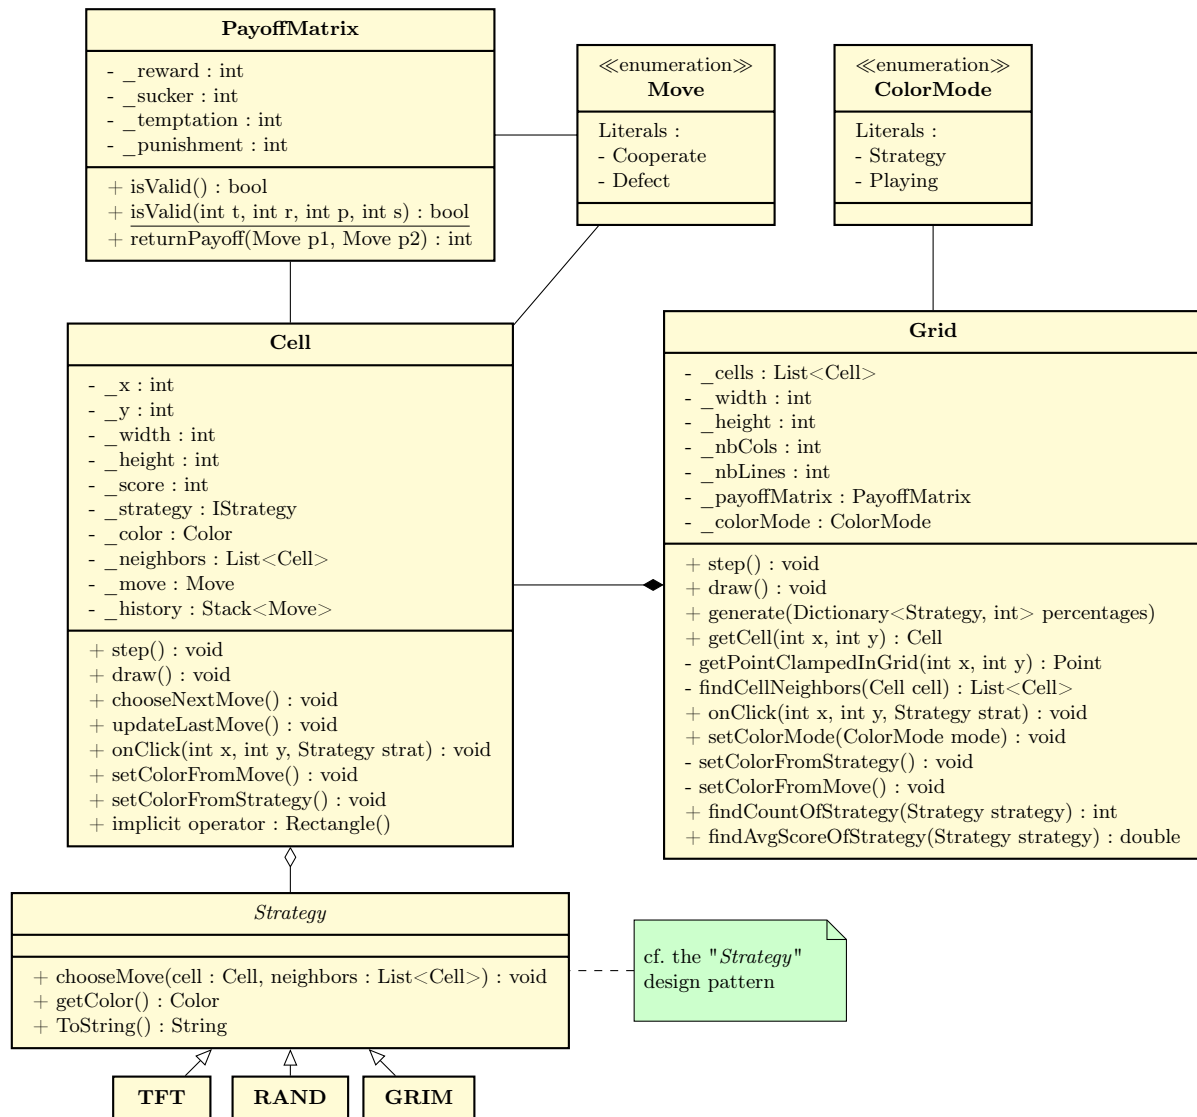 PayoffMatrix
- _reward : int
- _sucker : int
- _temptation : int
- _punishment : int
+ isValid() : bool
+ isValid(int t, int r, int p, int s) : bool
+ returnPayoff(Move p1, Move p2) : int
≪enumeration≫
Move
Literals :
- Cooperate
- Defect
≪enumeration≫
ColorMode
Literals :
- Strategy
- Playing
Cell
- _x : int
- _y : int
- _width : int
- _height : int
- _score : int
- _strategy : IStrategy
- _color : Color
- _neighbors : List<Cell>
- _move : Move
- _history : Stack<Move>
+ step() : void
+ draw() : void
+ chooseNextMove() : void
+ updateLastMove() : void
+ onClick(int x, int y, Strategy strat) : void
+ setColorFromMove() : void
+ setColorFromStrategy() : void
+ implicit operator : Rectangle()
Grid
- _cells : List<Cell>
- _width : int
- _height : int
- _nbCols : int
- _nbLines : int
- _payoffMatrix : PayoffMatrix
- _colorMode : ColorMode
+ step() : void
+ draw() : void
+ generate(Dictionary<Strategy, int> percentages)
+ getCell(int x, int y) : Cell
- getPointClampedInGrid(int x, int y) : Point
- findCellNeighbors(Cell cell) : List<Cell>
+ onClick(int x, int y, Strategy strat) : void
+ setColorMode(ColorMode mode) : void
- setColorFromStrategy() : void
- setColorFromMove() : void
+ findCountOfStrategy(Strategy strategy) : int
+ findAvgScoreOfStrategy(Strategy strategy) : double
Strategy
+ chooseMove(cell : Cell, neighbors : List<Cell>) : void
+ getColor() : Color
+ ToString() : String
cf. the "Strategy"
design pattern
TFT
RAND
GRIM